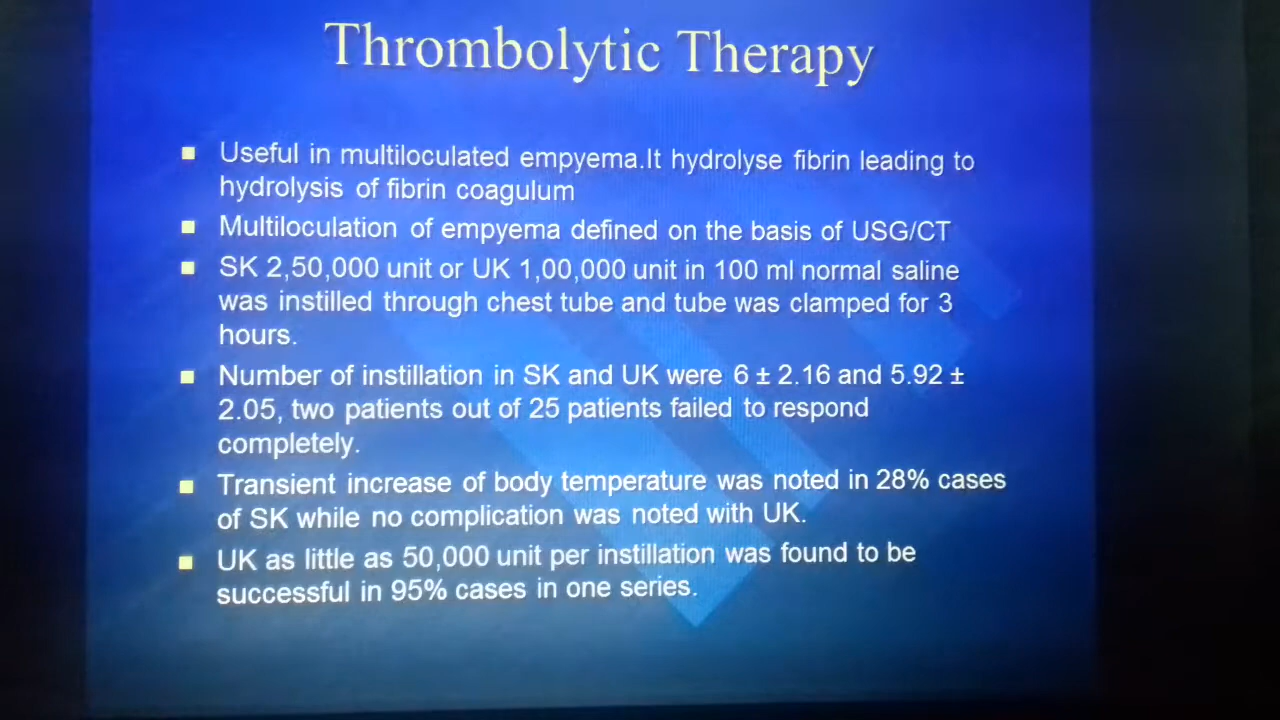 Thrombolytic Therapy
Useful in multiloculated empyema.It hydrolyse fibrin leading to
hydrolysis of fibrin coagulum
Multiloculation of empyema defined on the basis of USG/CT
SK 2,50,000 unit or UK 1,00,000 unit in 100 ml normal saline
was instilled through chest tube and tube was clamped for 3
hours.
Number of instillation in SK and UK were 6 ± 2.16 and 5.92 ±
2.05, two patients out of 25 patients failed to respond
completely.
Transient increase of body temperature was noted in 28% cases
of SK while no complication was noted with UK.
UK as little as 50,000 unit per instillation was found to be
successful in 95% cases in one series.